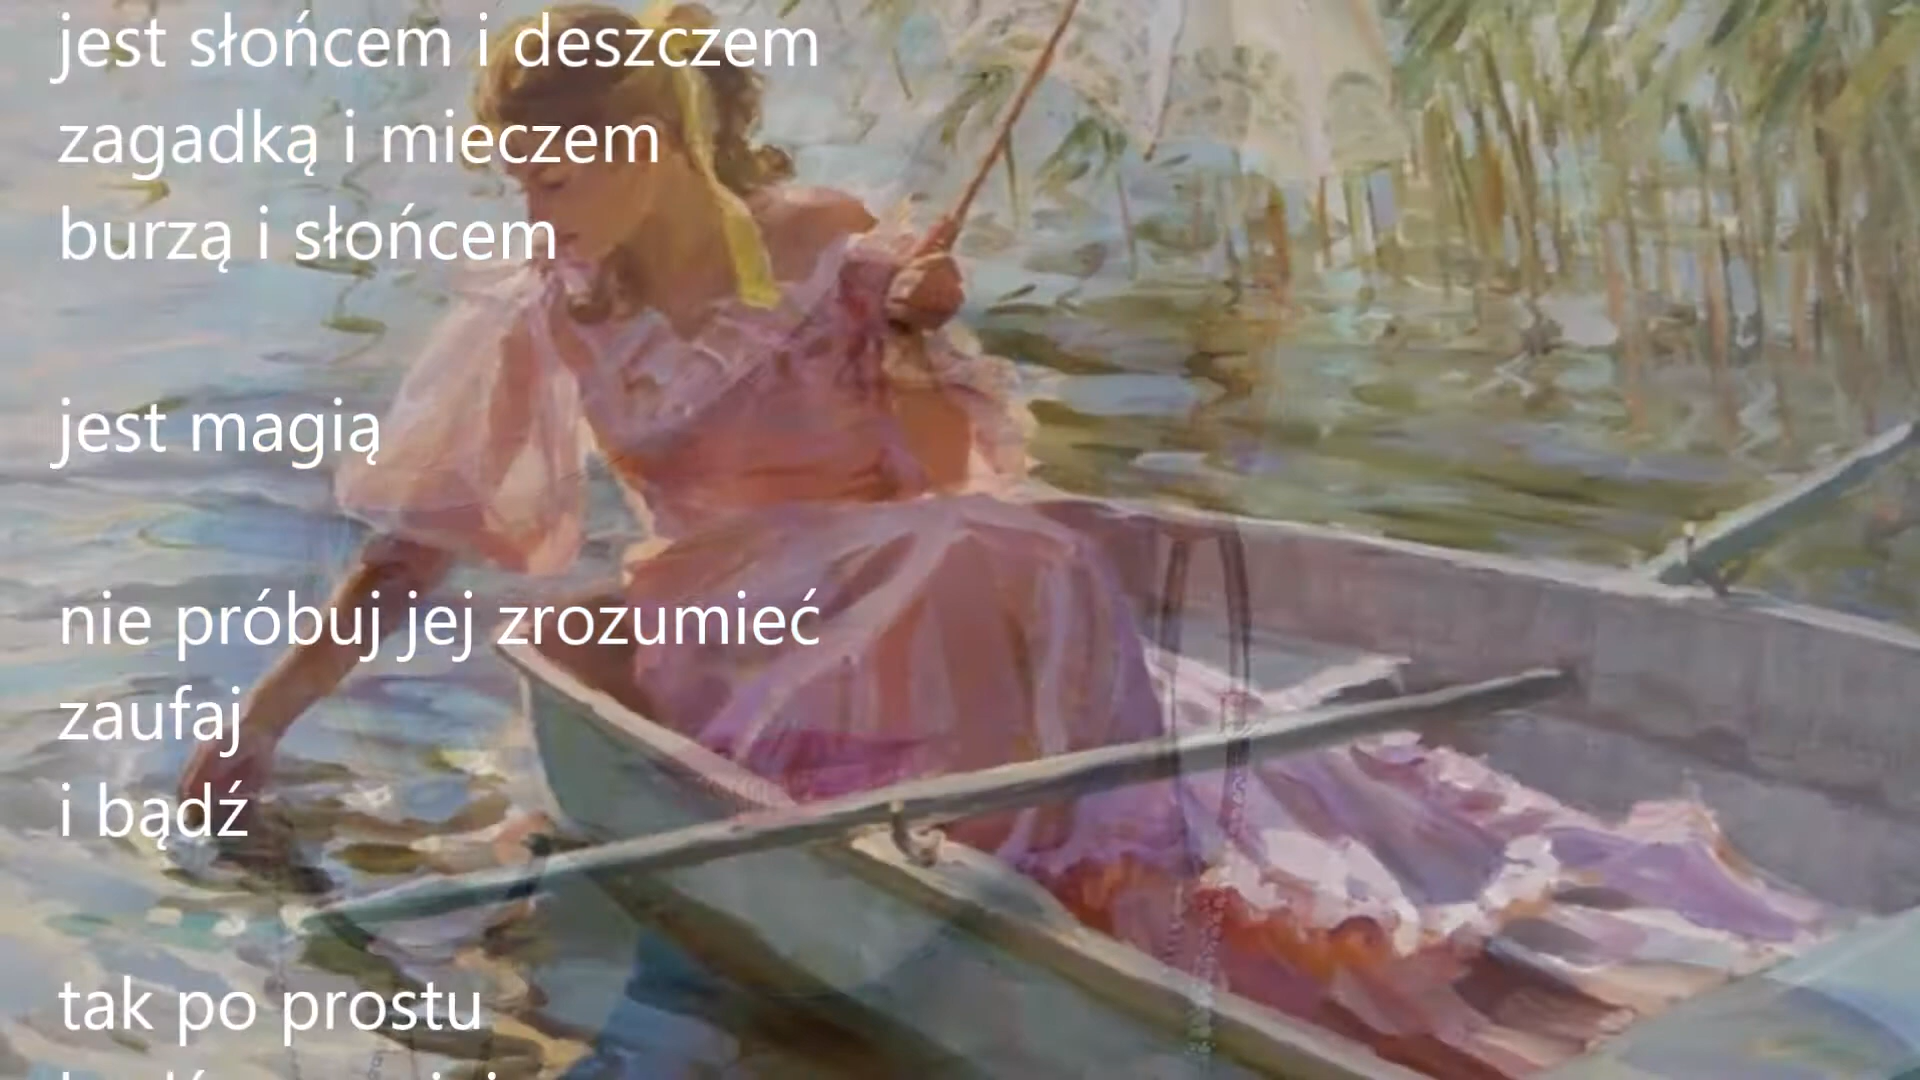 jest słońcem i deszczem
zagadką i mieczem
burzą i słońcem
jest magią
nie próbuj jej zrozumieć
zaufaj
i bądź
tak po prostu